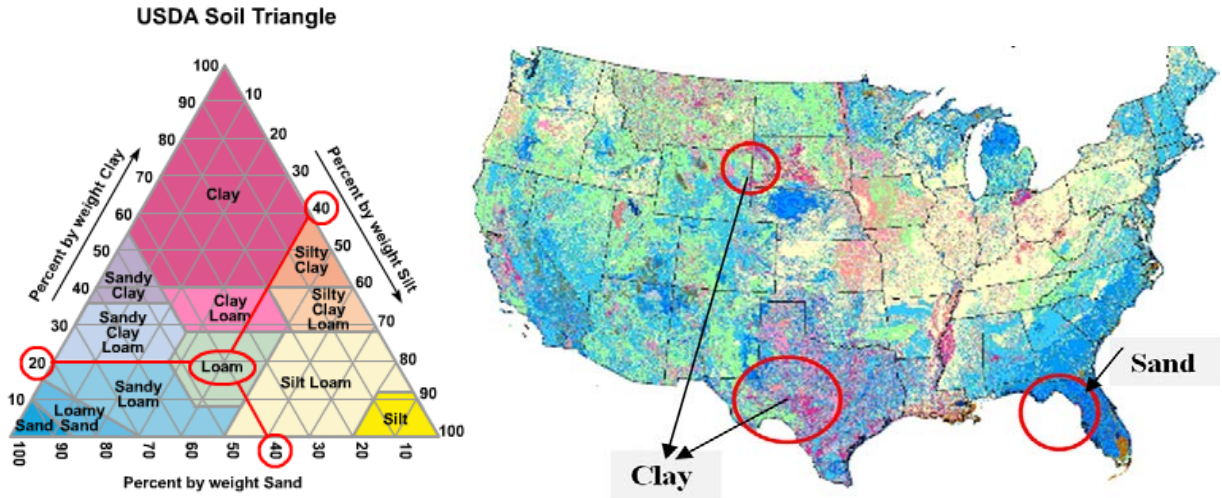 USDA Soil Triangle
100
90
80
70
60
50
40
30
20
10
Percent by weight Clay
10
20
30
40
50
60
70
80
90
100
Percent by weight Silt
Clay
Silty
Clay
Sandy
Clay
Clay
Loam
Silty
Clay
Loam
Sandy
Clay
Loam
Loam
Silt Loam
Sandy
Loam
Loamy
Sand
Sand
Silt
100
90
80
70
60
50
40
30
20
10
Percent by weight Sand
Sand
Clay